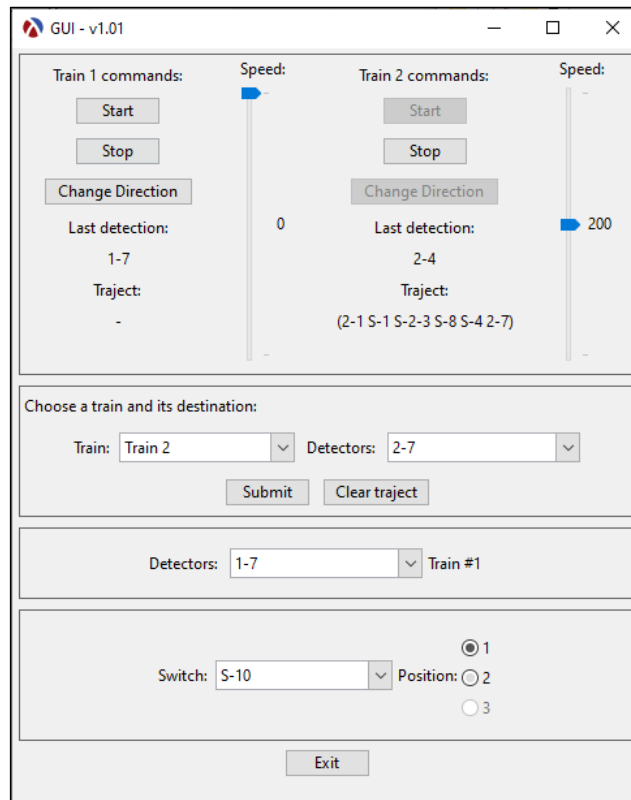 GUI - v1.01
Train 1 commands:
Speed:
Train 2 commands:
Speed:
Start
Start
Stop
Stop
Change Direction
Change Direction
Last detection:
0
Last detection:
200
1-7
2-4
Traject:
Traject:
-
(2-1 S-1 S-2-3 S-8 S-4 2-7)
Choose a train and its destination:
Train: Train 2 Detectors: 2-7
Submit Clear traject
Detectors: 1-7 Train #1
Switch: S-10 Position: 1
2
3
Exit